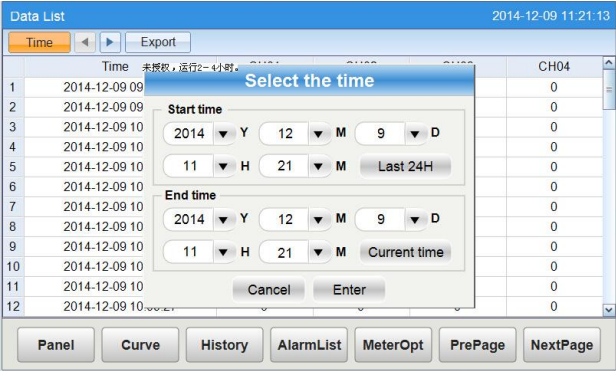 Data List 2014-12-09 11:21:13
Time Export
Time 未授权，运行2-4小时。 CH04
Select the time
1 2014-12-09 09 0
2 2014-12-09 09 0
3 2014-12-09 10 0
4 2014-12-09 10 0
5 2014-12-09 10 0
6 2014-12-09 10 0
7 2014-12-09 10 0
8 2014-12-09 10 0
9 2014-12-09 10 0
10 2014-12-09 10 0
11 2014-12-09 10 0
12 2014-12-09 10 0
Start time
2014 Y 12 M 9 D
11 H 21 M Last 24H
End time
2014 Y 12 M 9 D
11 H 21 M Current time
Cancel Enter
Panel Curve History AlarmList MeterOpt PrePage NextPage